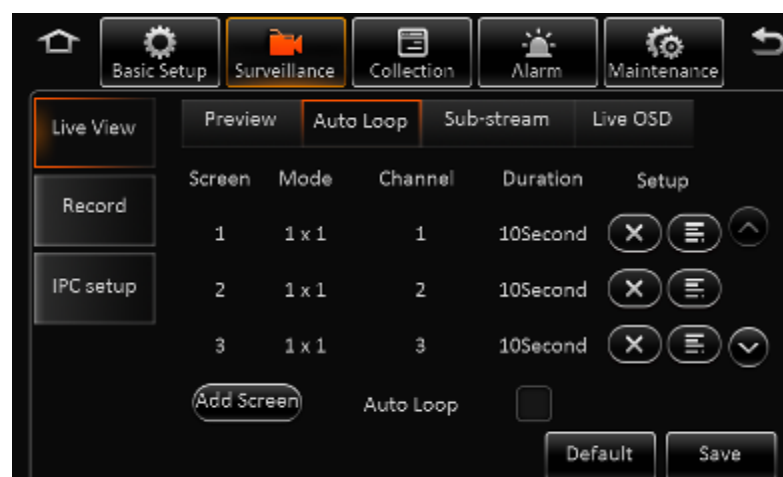 Basic Setup Surveillance Collection Alarm Maintenance
Live View
Record
IPC setup
Preview Auto Loop Sub-stream Live OSD
Screen Mode Channel Duration Setup
1 1 x 1 1 10Second
2 1 x 1 2 10Second
3 1 x 1 3 10Second
Add Screen Auto Loop
Default Save